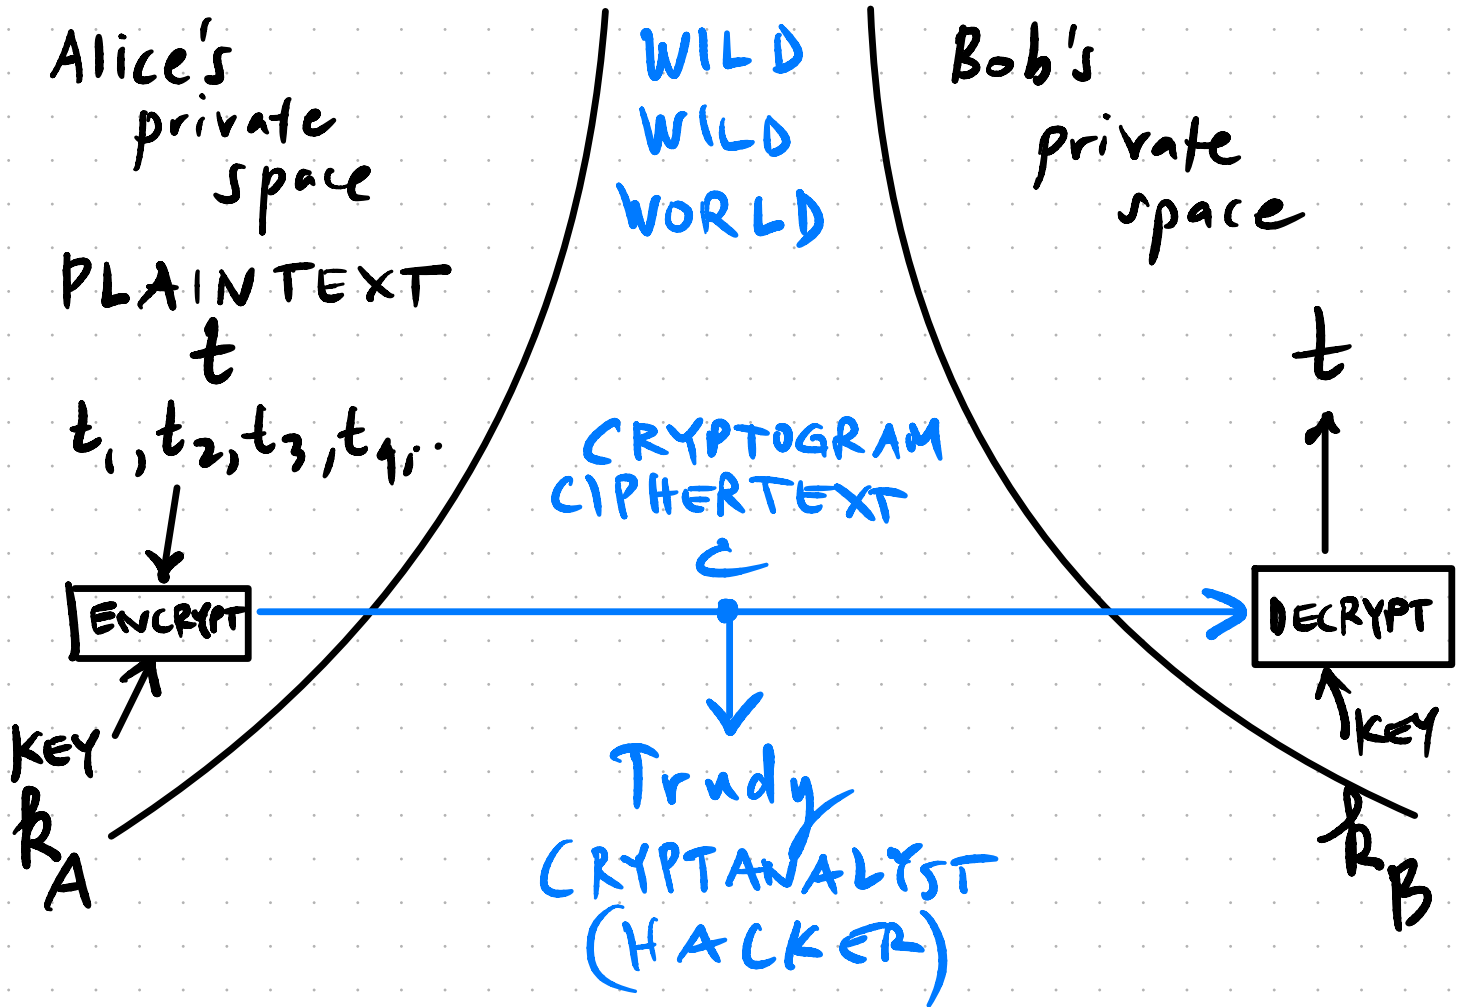 Alice's
private
space
PLAINTEXT
t
t1, t2, t3, t4, ..
ENCRYPT
KEY
kA
WILD
WILD
WORLD
CRYPTOGRAM
CIPHERTEXT
C
Trudy
CRYPTANALYST
(HACKER)
Bob's
private
space
t
DECRYPT
KEY
kB